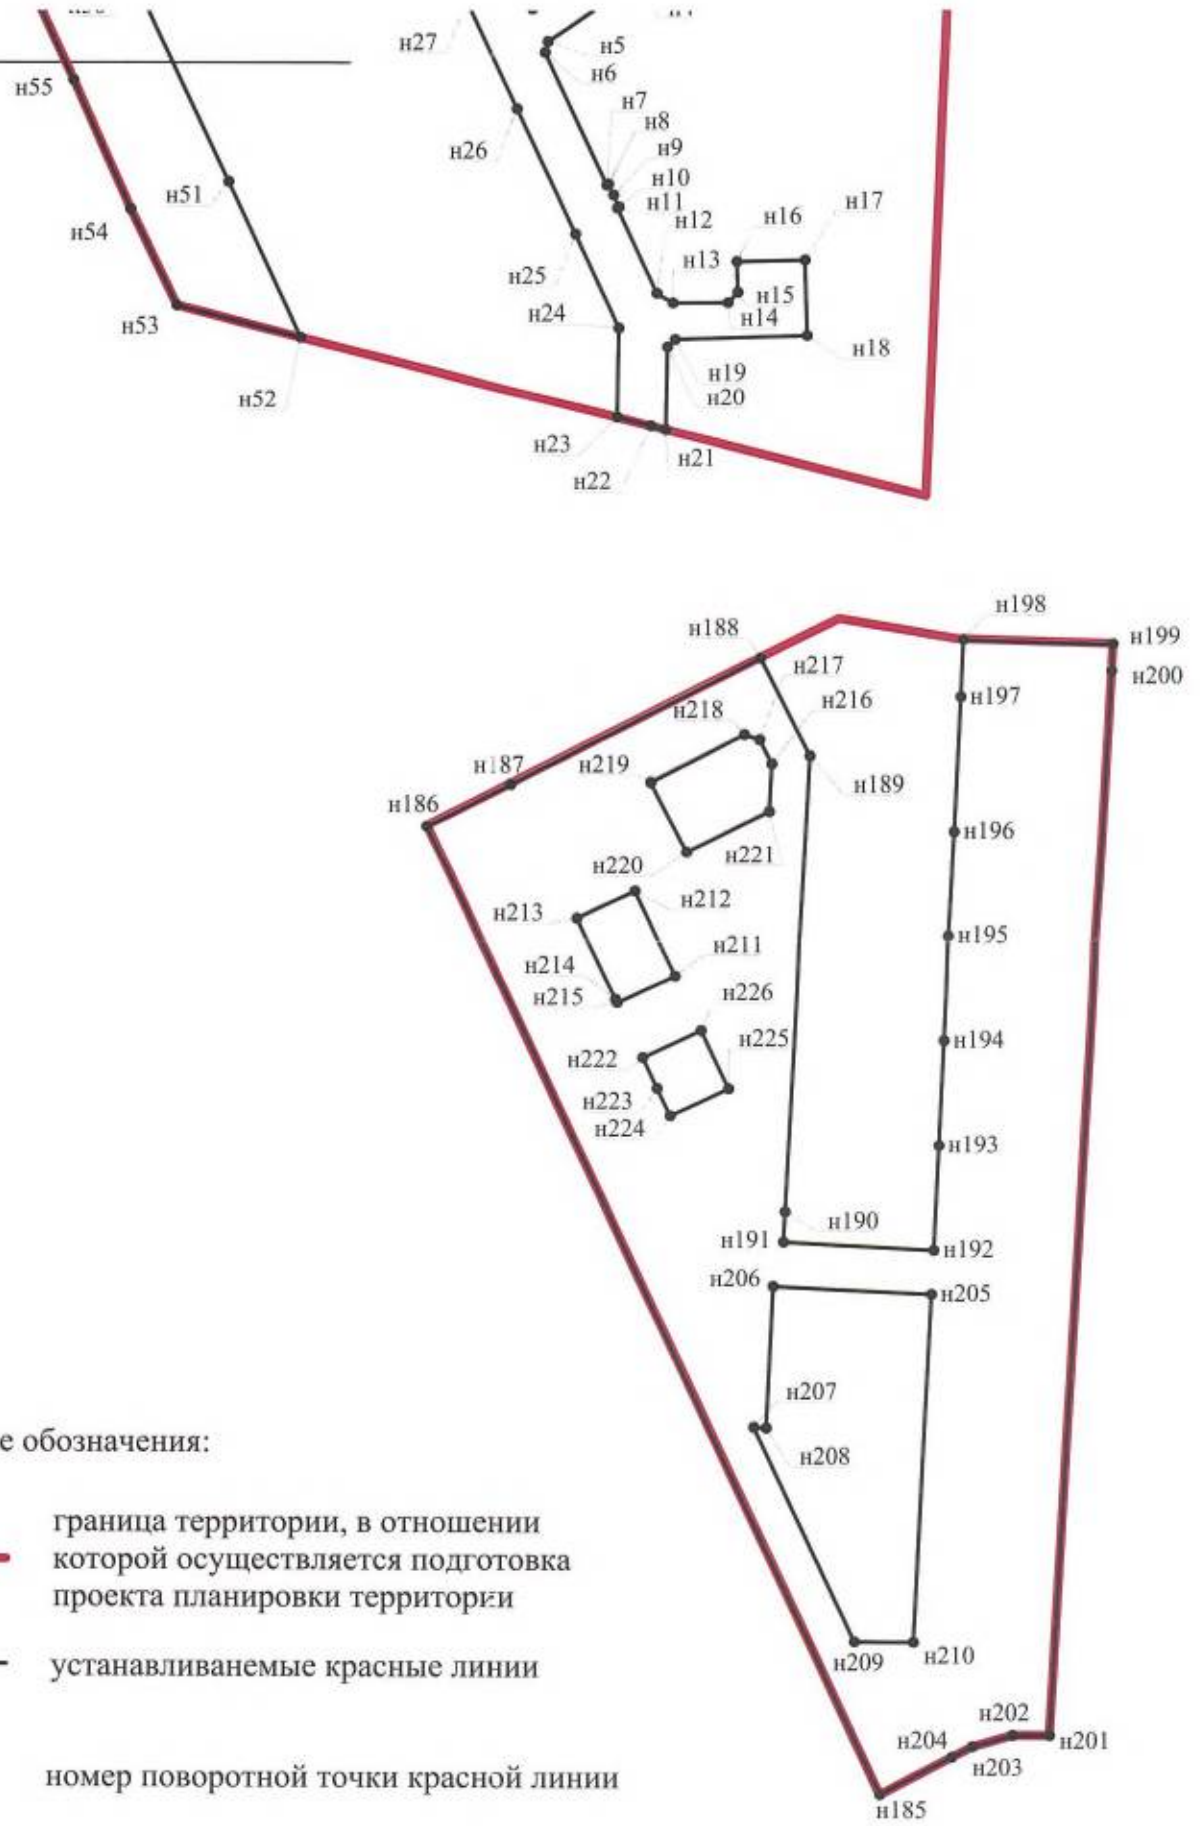 н27
н5
н6
н55
н7
н8
н26
н9
н10
н51
н11
н17
н12
н16
н54
н13
н25
н15
н24
н14
н53
н18
н19
н52
н20
н23
н21
н22
н198
н188
н199
н217
н200
н216
н197
н218
н187
н219
н189
н186
н196
н221
н220
н212
н213
н195
н211
н214
н215
н226
н225
н194
н222
н223
н224
н193
н190
н191
н192
н206
н205
н207
е обозначения:
н208
граница территории, в отношении
которой осуществляется подготовка
проекта планировки территории
н209
н210
устанавливанемые красные линии
н202
н204
н201
н203
номер поворотной точки красной линии
н185